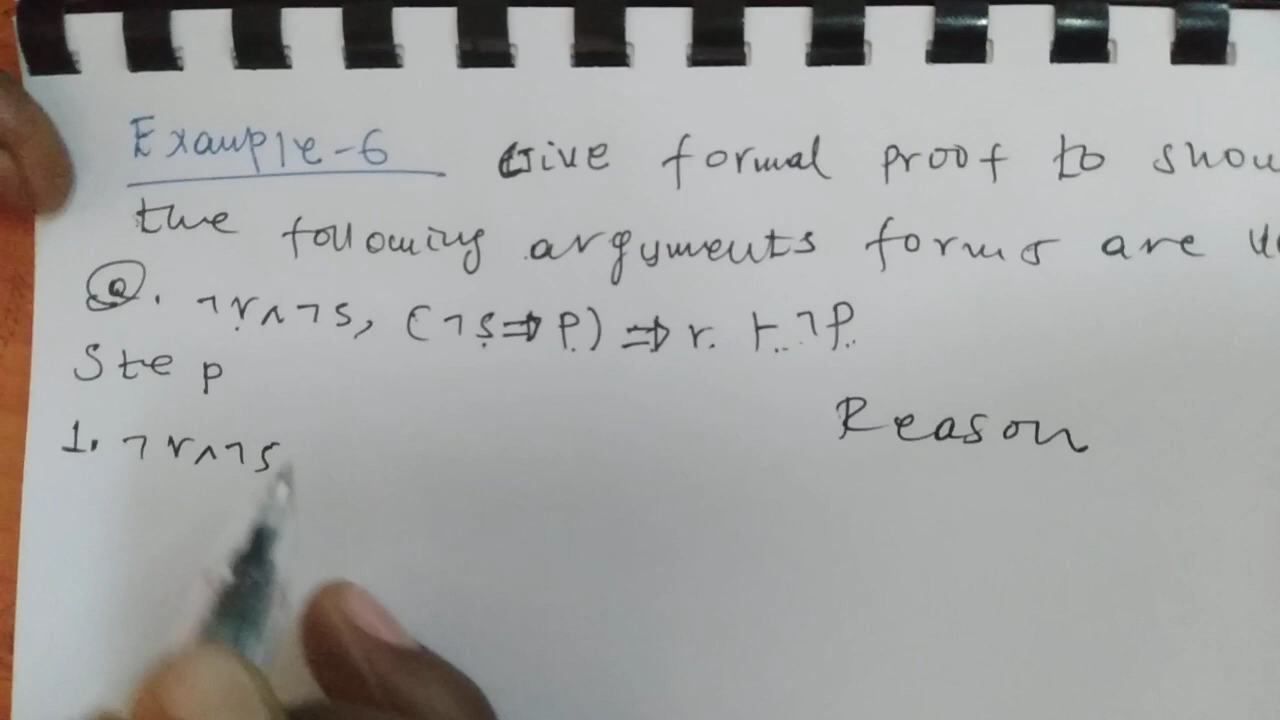 Example-6 Give formal proof to show
the following arguments forms are
a. ¬r∧¬s, (¬s⇒p)⇒r. ⊢ ¬p.
Step
Reason
1. ¬r∧¬s